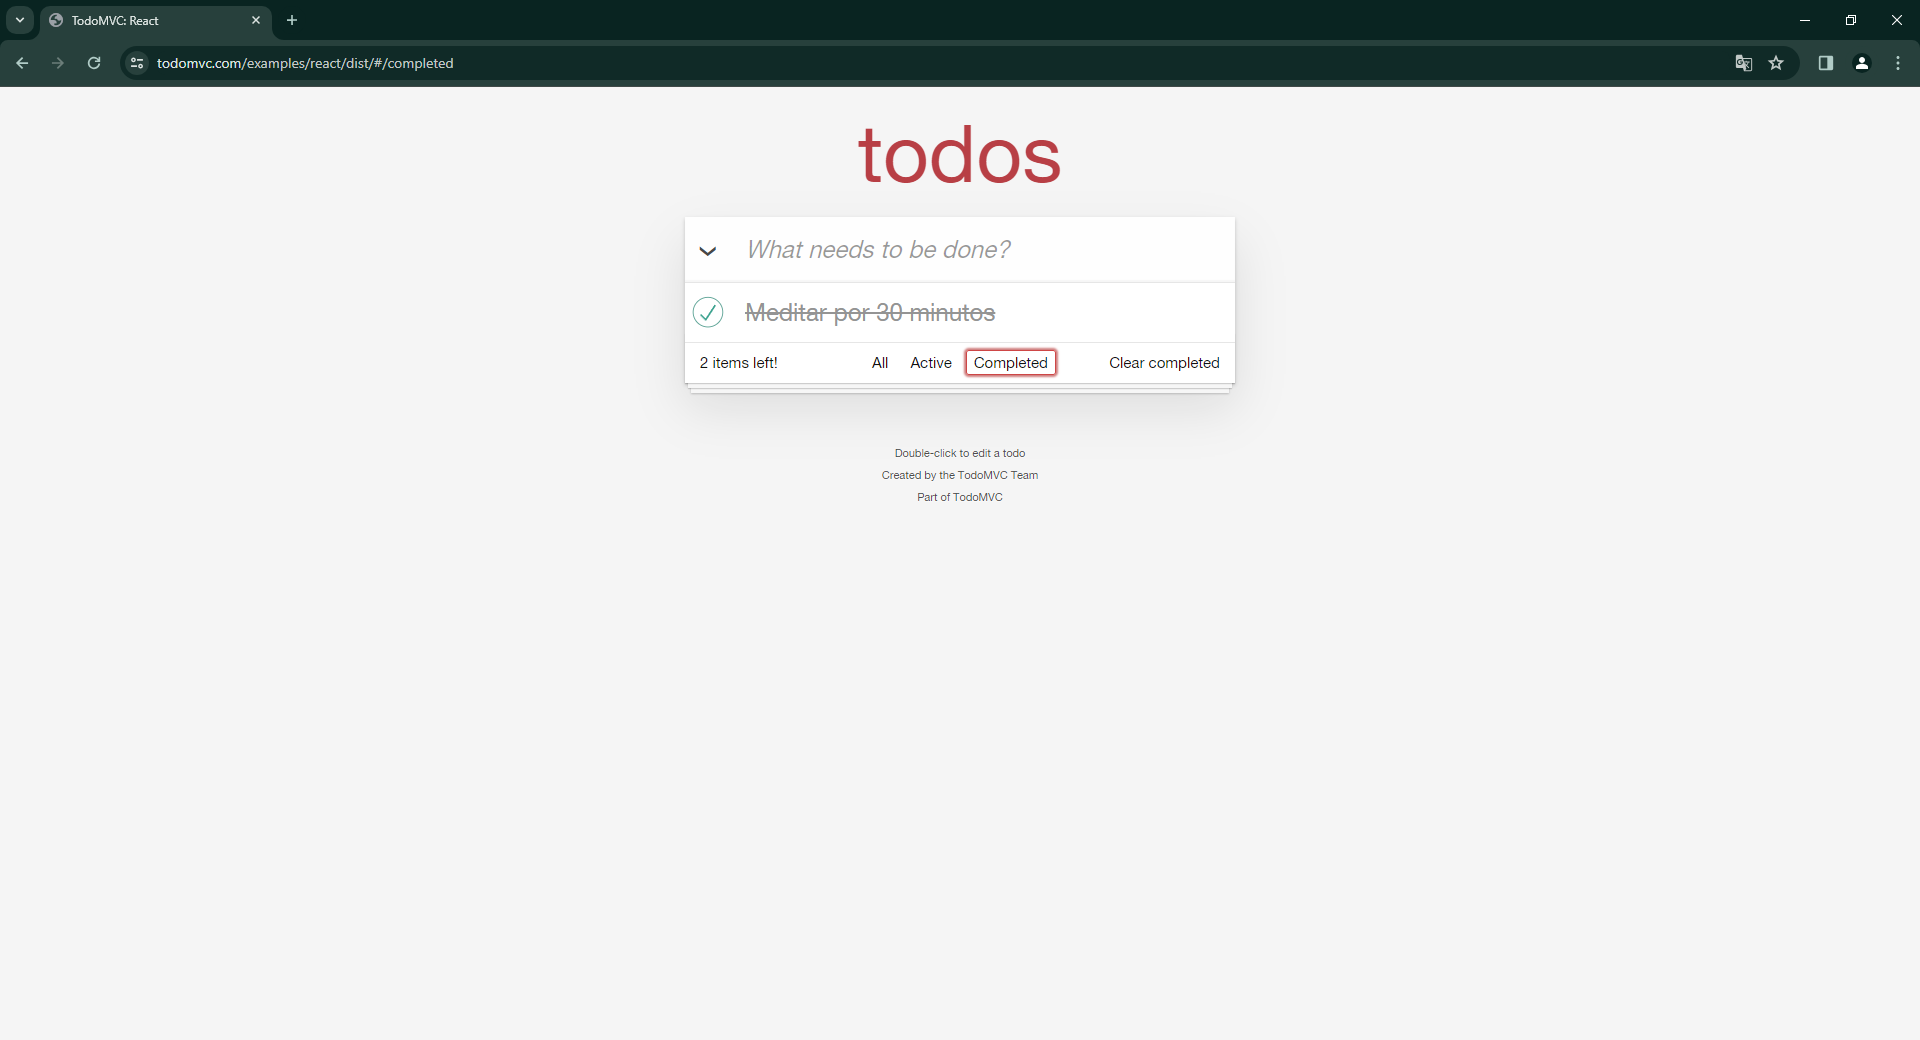 TodoMVC: React
todomvc.com/examples/react/dist/#/completed
todos
What needs to be done?
Meditar por 30 minutos
2 items left! All Active Completed Clear completed
Double-click to edit a todo
Created by the TodoMVC Team
Part of TodoMVC